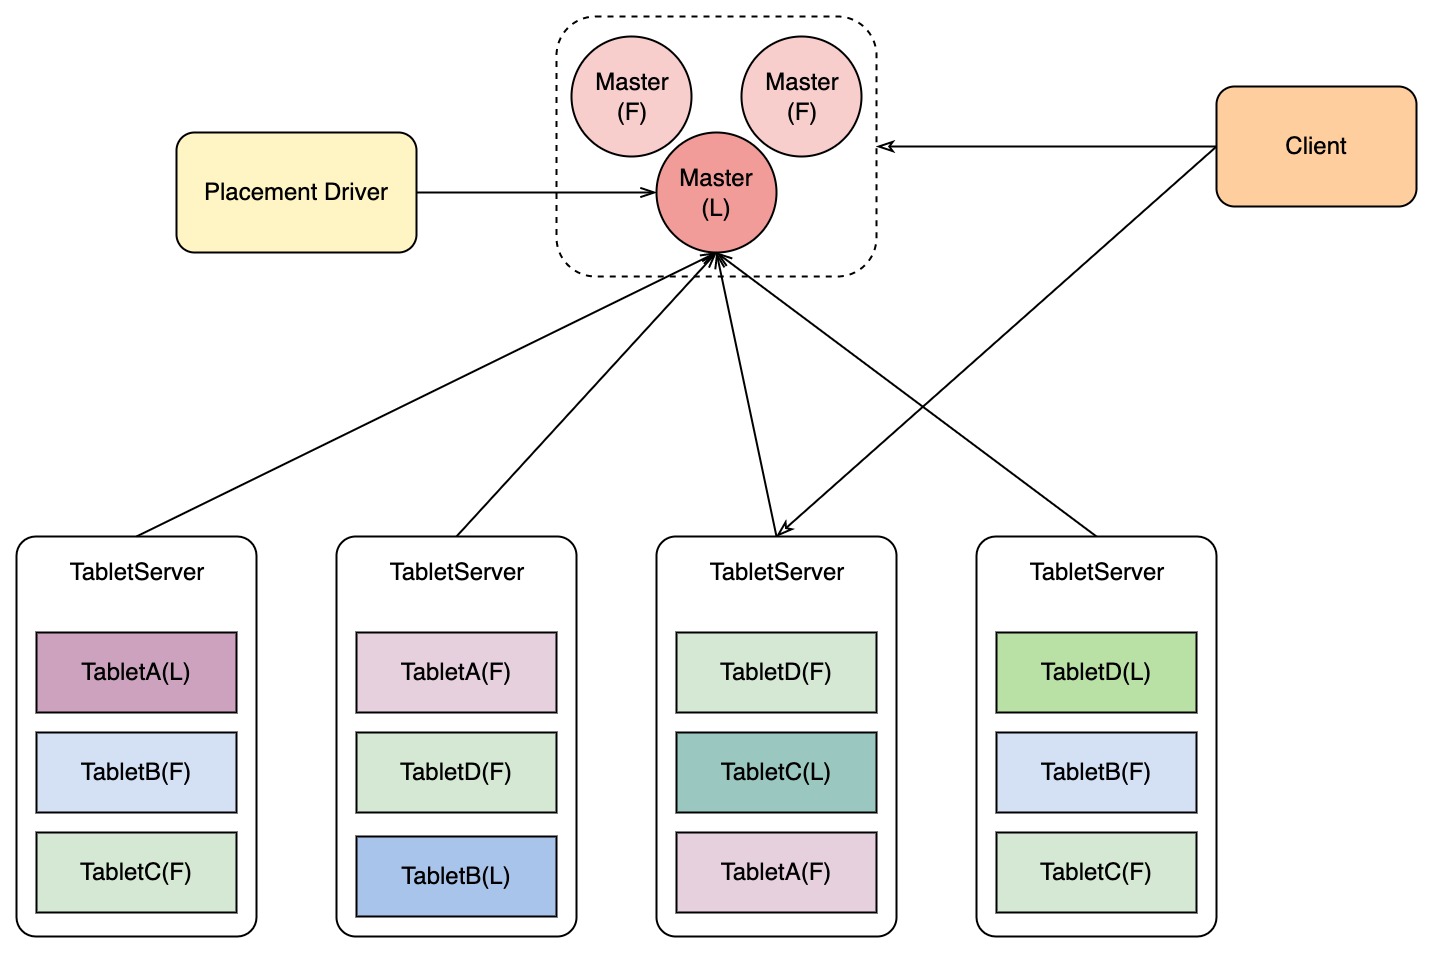 Master
(F)
Master
(F)
Master
(L)
Placement Driver
Client
TabletServer
TabletA(L)
TabletB(F)
TabletC(F)
TabletServer
TabletA(F)
TabletD(F)
TabletB(L)
TabletServer
TabletD(F)
TabletC(L)
TabletA(F)
TabletServer
TabletD(L)
TabletB(F)
TabletC(F)